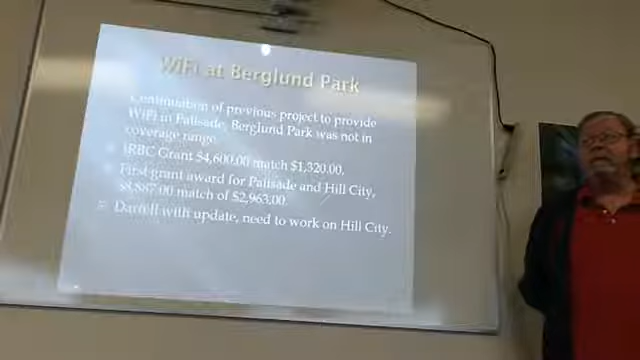 WiFi at Berglund Park
Continuation of previous project to provide
WiFi in Palisade, Berglund Park was not in
coverage range.
IRBC Grant $4,600.00 match $1,320.00,
First grant award for Palisade and Hill City,
$8,887.00 match of $2,963.00.
Darrell with update, need to work on Hill City.